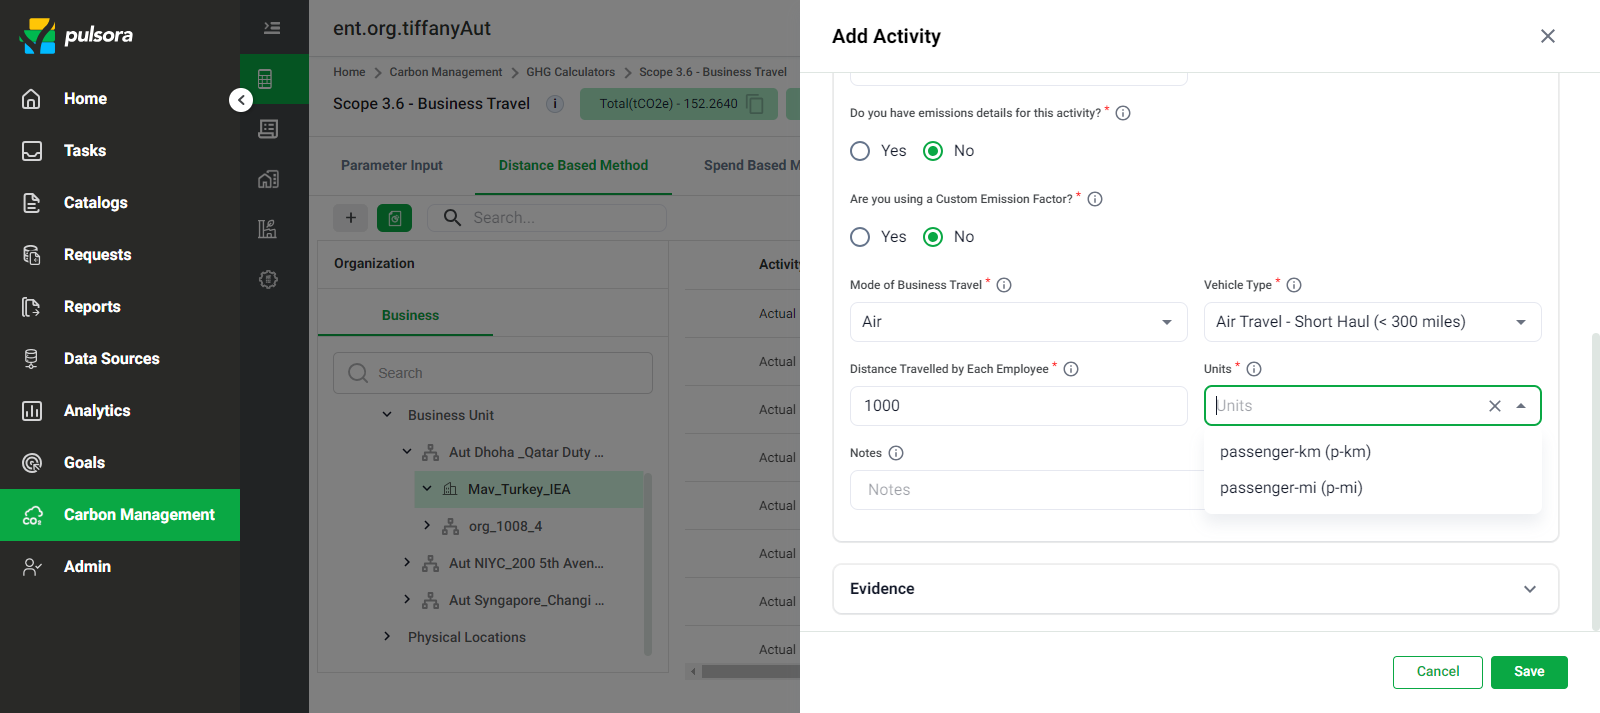 pulsora
Home
Tasks
Catalogs
Requests
Reports
Data Sources
Analytics
Goals
Carbon Management
Admin
ent.org.tiffanyAut
Home > Carbon Management > GHG Calculators > Scope 3.6 - Business Travel
Scope 3.6 - Business Travel i Total(tCO2e) - 152.2640
Parameter Input Distance Based Method Spend Based M
+ Search...
Organization
Business
Search
Business Unit
Aut Dhoha _Qatar Duty ...
Mav_Turkey_IEA
org_1008_4
Aut NIYC_200 5th Aven...
Aut Syngapore_Changi ...
Physical Locations
Activity
Actual
Actual
Actual
Actual
Actual
Actual
Actual
Actual
Add Activity
Do you have emissions details for this activity? *
Yes No
Are you using a Custom Emission Factor? *
Yes No
Mode of Business Travel * Vehicle Type *
Air Air Travel - Short Haul (< 300 miles)
Distance Travelled by Each Employee * Units *
1000 Units
passenger-km (p-km)
passenger-mi (p-mi)
Notes
Notes
Evidence
Cancel Save